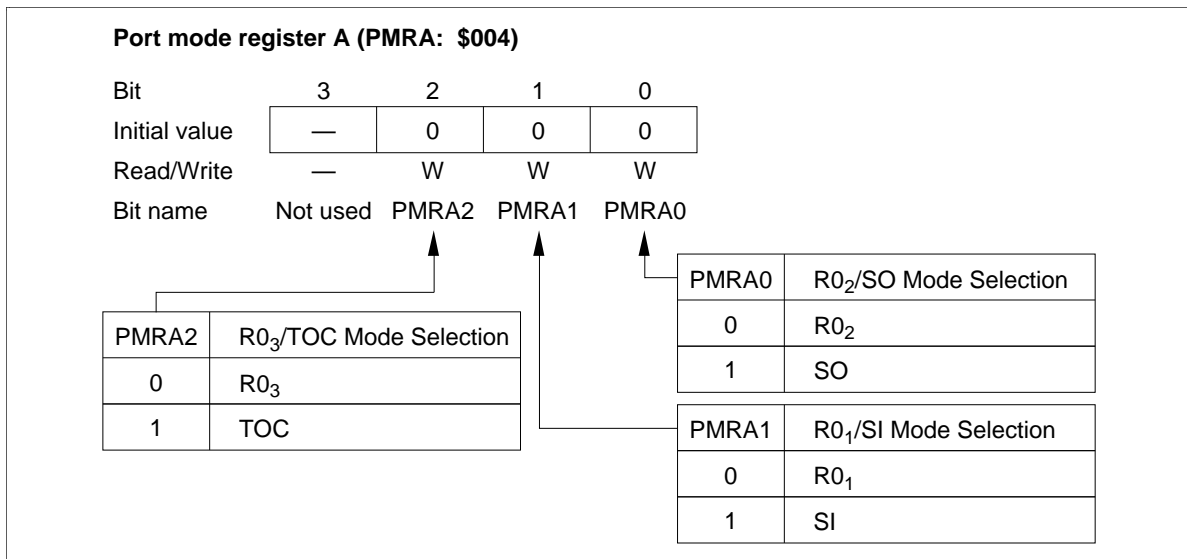 Port mode register A (PMRA: $004)
Bit 3 2 1 0
Initial value — 0 0 0
Read/Write — W W W
Bit name Not used PMRA2 PMRA1 PMRA0
PMRA0 R0₂/SO Mode Selection
0 R0₂
1 SO
PMRA2 R0₃/TOC Mode Selection
0 R0₃
1 TOC
PMRA1 R0₁/SI Mode Selection
0 R0₁
1 SI